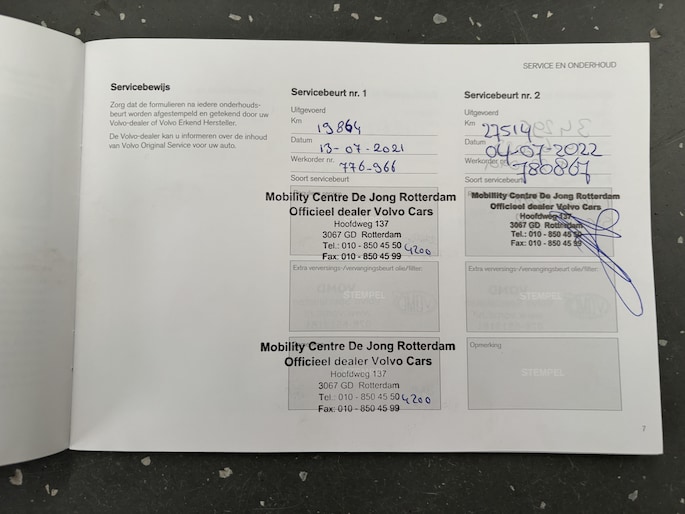 SERVICE EN ONDERHOUD
Servicebewijs
Zorg dat de formulieren na iedere onderhouds-
beurt worden afgestempeld en getekend door uw
Volvo-dealer of Volvo Erkend Hersteller.
De Volvo-dealer kan u informeren over de inhoud
van Volvo Original Service voor uw auto.
Servicebeurt nr. 1
Uitgevoerd
Km
19864
Datum
13-07-2021
Werkorder nr.
776-966
Soort servicebeurt
Mobility Centre De Jong Rotterdam
Officieel dealer Volvo Cars
Hoofdweg 137
3067 GD Rotterdam
Tel.: 010 - 850 45 50
Fax: 010 - 850 45 99
4200
Extra verversings-/vervangingsbeurt olie/filter:
STEMPEL
Mobility Centre De Jong Rotterdam
Officieel dealer Volvo Cars
Hoofdweg 137
3067 GD Rotterdam
Tel.: 010 - 850 45 50
Fax: 010 - 850 45 99
4200
Servicebeurt nr. 2
Uitgevoerd
Km
27514
Datum
04-07-2022
Werkorder nr.
780867
Soort servicebeurt
Mobility Centre De Jong Rotterdam
Officieel dealer Volvo Cars
Hoofdweg 137
3067 GD Rotterdam
Tel.: 010 - 850 45 50
Fax: 010 - 850 45 99
Extra verversings-/vervangingsbeurt olie/filter:
STEMPEL
Opmerking
STEMPEL
7